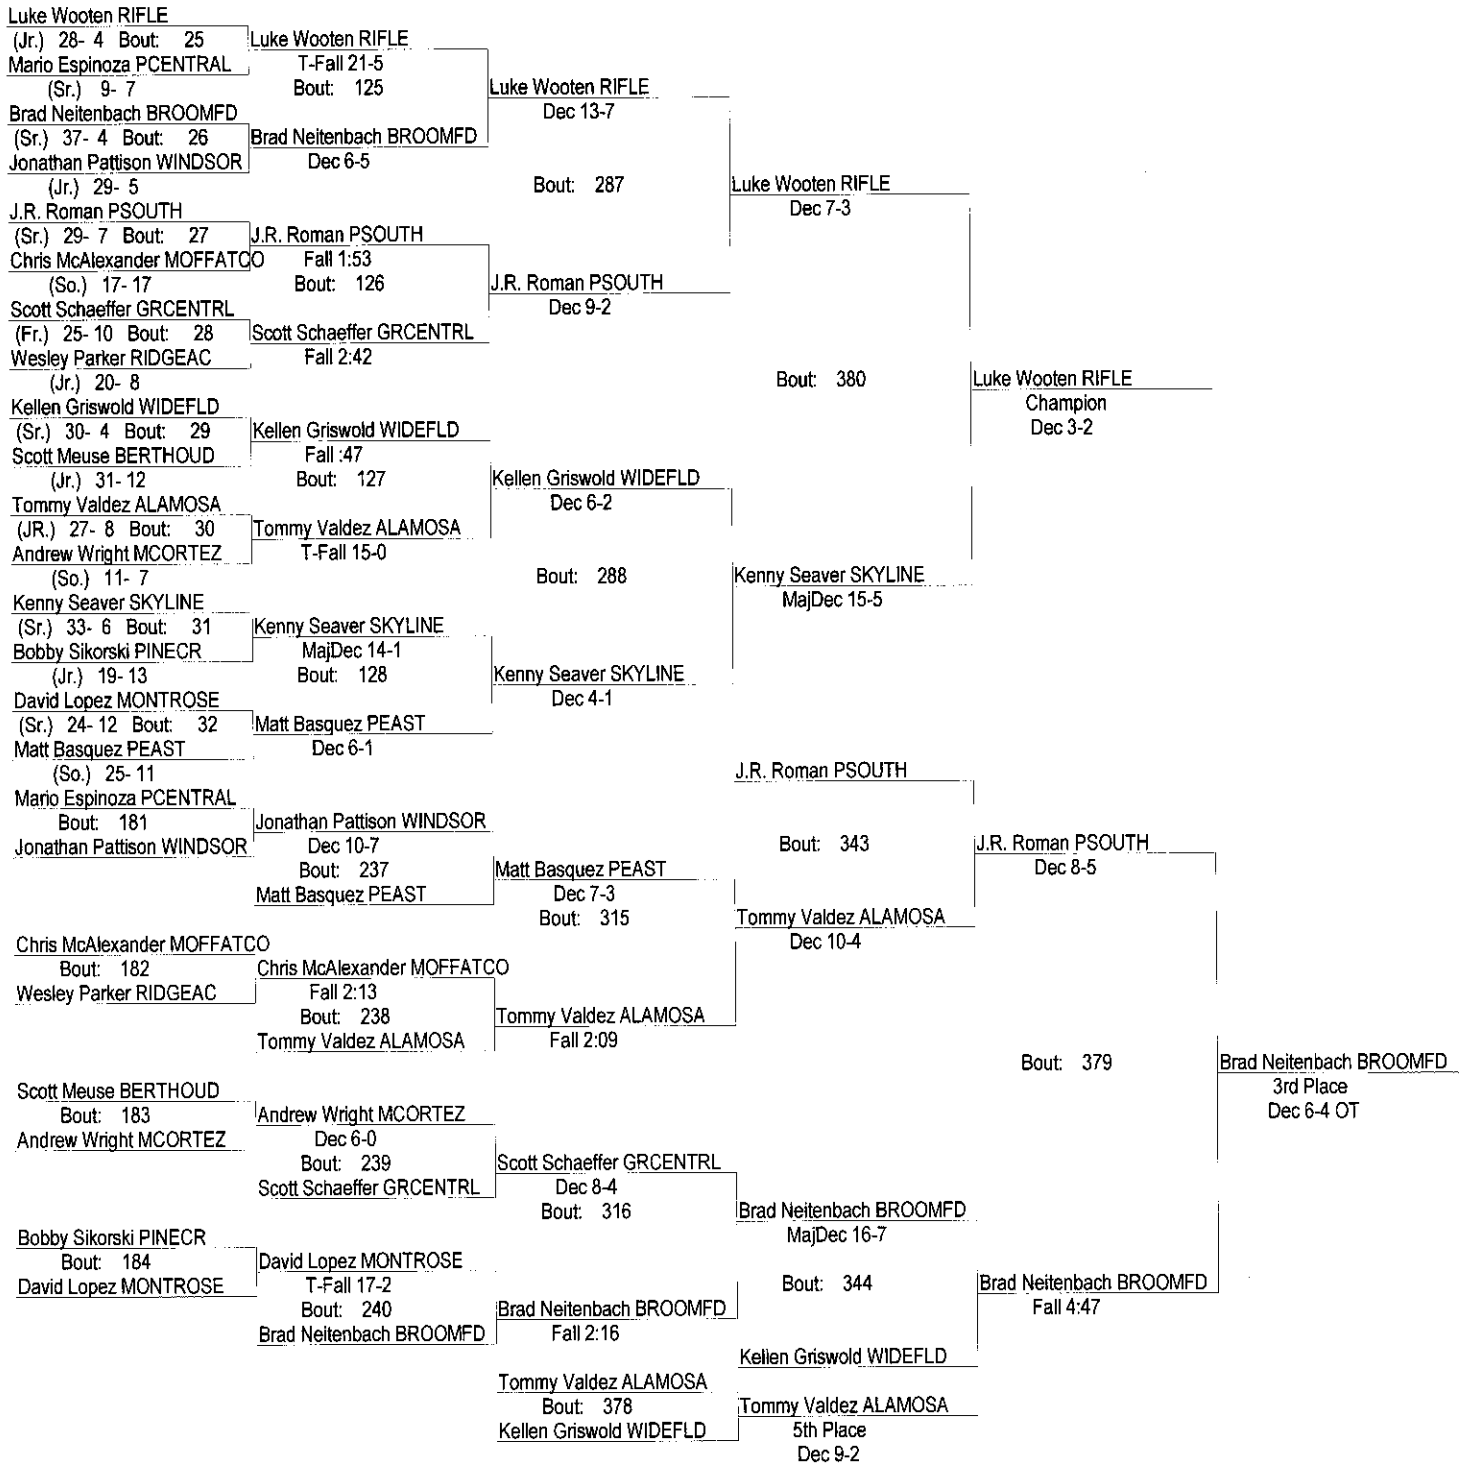 Luke Wooten RIFLE
(Jr.) 28- 4 Bout: 25
Luke Wooten RIFLE
Mario Espinoza PCENTRAL
T-Fall 21-5
(Sr.) 9- 7
Bout: 125
Luke Wooten RIFLE
Brad Neitenbach BROOMFD
Dec 13-7
(Sr.) 37- 4 Bout: 26
Brad Neitenbach BROOMFD
Jonathan Pattison WINDSOR
Dec 6-5
(Jr.) 29- 5
Bout: 287
Luke Wooten RIFLE
J.R. Roman PSOUTH
Dec 7-3
(Sr.) 29- 7 Bout: 27
J.R. Roman PSOUTH
Chris McAlexander MOFFATCO
Fall 1:53
(So.) 17- 17
Bout: 126
J.R. Roman PSOUTH
Scott Schaeffer GRCENTRL
Dec 9-2
(Fr.) 25- 10 Bout: 28
Scott Schaeffer GRCENTRL
Wesley Parker RIDGEAC
Fall 2:42
(Jr.) 20- 8
Bout: 380
Luke Wooten RIFLE
Kellen Griswold WIDEFLD
Champion
(Sr.) 30- 4 Bout: 29
Kellen Griswold WIDEFLD
Dec 3-2
Scott Meuse BERTHOUD
Fall :47
(Jr.) 31- 12
Bout: 127
Kellen Griswold WIDEFLD
Tommy Valdez ALAMOSA
Dec 6-2
(JR.) 27- 8 Bout: 30
Tommy Valdez ALAMOSA
Andrew Wright MCORTEZ
T-Fall 15-0
(So.) 11- 7
Bout: 288
Kenny Seaver SKYLINE
Kenny Seaver SKYLINE
MajDec 15-5
(Sr.) 33- 6 Bout: 31
Kenny Seaver SKYLINE
Bobby Sikorski PINECR
MajDec 14-1
(Jr.) 19- 13
Bout: 128
Kenny Seaver SKYLINE
David Lopez MONTROSE
Dec 4-1
(Sr.) 24- 12 Bout: 32
Matt Basquez PEAST
Matt Basquez PEAST
Dec 6-1
(So.) 25- 11
J.R. Roman PSOUTH
Mario Espinoza PCENTRAL
Bout: 181
Jonathan Pattison WINDSOR
Jonathan Pattison WINDSOR
Dec 10-7
Bout: 343
J.R. Roman PSOUTH
Bout: 237
Matt Basquez PEAST
Dec 8-5
Matt Basquez PEAST
Dec 7-3
Bout: 315
Tommy Valdez ALAMOSA
Dec 10-4
Chris McAlexander MOFFATCO
Bout: 182
Chris McAlexander MOFFATCO
Wesley Parker RIDGEAC
Fall 2:13
Bout: 238
Tommy Valdez ALAMOSA
Tommy Valdez ALAMOSA
Fall 2:09
Bout: 379
Brad Neitenbach BROOMFD
3rd Place
Dec 6-4 OT
Scott Meuse BERTHOUD
Bout: 183
Andrew Wright MCORTEZ
Andrew Wright MCORTEZ
Dec 6-0
Bout: 239
Scott Schaeffer GRCENTRL
Scott Schaeffer GRCENTRL
Dec 8-4
Bout: 316
Brad Neitenbach BROOMFD
MajDec 16-7
Bobby Sikorski PINECR
Bout: 184
David Lopez MONTROSE
David Lopez MONTROSE
T-Fall 17-2
Bout: 344
Brad Neitenbach BROOMFD
Bout: 240
Brad Neitenbach BROOMFD
Fall 4:47
Brad Neitenbach BROOMFD
Fall 2:16
Kellen Griswold WIDEFLD
Tommy Valdez ALAMOSA
Bout: 378
Tommy Valdez ALAMOSA
Kellen Griswold WIDEFLD
5th Place
Dec 9-2